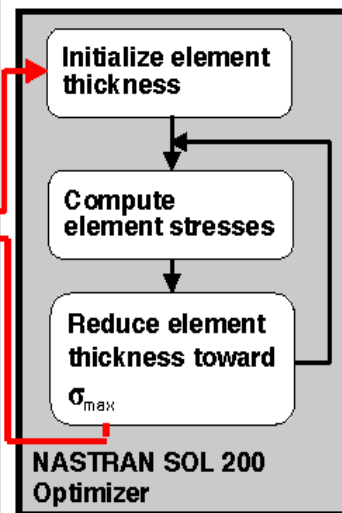 Initialize element
thickness
Compute
element stresses
Reduce element
thickness toward
σmax
NASTRAN SOL 200
Optimizer